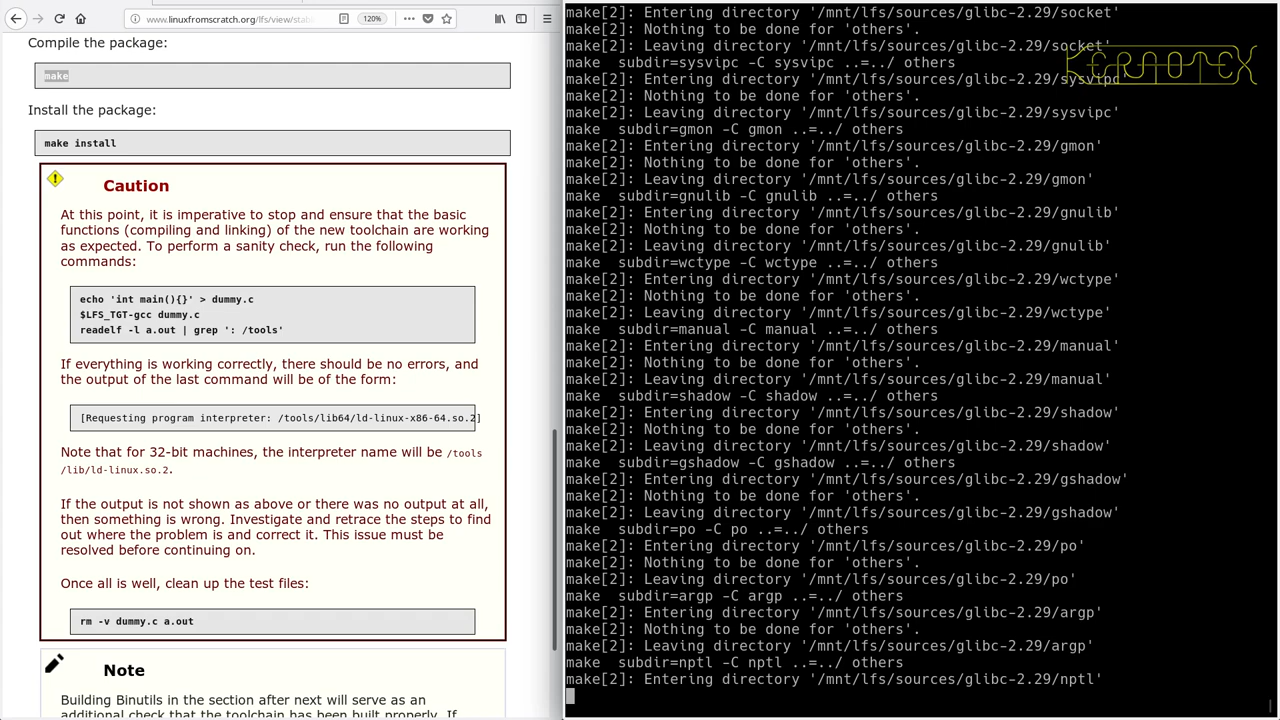 www.linuxfromscratch.org/lfs/view/stab
120%
Compile the package:
make
Install the package:
make install
Caution
At this point, it is imperative to stop and ensure that the basic
functions (compiling and linking) of the new toolchain are working
as expected. To perform a sanity check, run the following
commands:
echo 'int main(){}' > dummy.c
$LFS_TGT-gcc dummy.c
readelf -l a.out | grep ': /tools'
If everything is working correctly, there should be no errors, and
the output of the last command will be of the form:
[Requesting program interpreter: /tools/lib64/ld-linux-x86-64.so.2]
Note that for 32-bit machines, the interpreter name will be /tools
/lib/ld-linux.so.2.
If the output is not shown as above or there was no output at all,
then something is wrong. Investigate and retrace the steps to find
out where the problem is and correct it. This issue must be
resolved before continuing on.
Once all is well, clean up the test files:
rm -v dummy.c a.out
Note
Building Binutils in the section after next will serve as an
additional check that the toolchain has been built properly. If
make[2]: Entering directory '/mnt/lfs/sources/glibc-2.29/socket'
make[2]: Nothing to be done for 'others'.
make[2]: Leaving directory '/mnt/lfs/sources/glibc-2.29/socket'
make  subdir=sysvipc -C sysvipc ..=../ others
make[2]: Entering directory '/mnt/lfs/sources/glibc-2.29/sysvipc'
make[2]: Nothing to be done for 'others'.
make[2]: Leaving directory '/mnt/lfs/sources/glibc-2.29/sysvipc'
make  subdir=gmon -C gmon ..=../ others
make[2]: Entering directory '/mnt/lfs/sources/glibc-2.29/gmon'
make[2]: Nothing to be done for 'others'.
make[2]: Leaving directory '/mnt/lfs/sources/glibc-2.29/gmon'
make  subdir=gnulib -C gnulib ..=../ others
make[2]: Entering directory '/mnt/lfs/sources/glibc-2.29/gnulib'
make[2]: Nothing to be done for 'others'.
make[2]: Leaving directory '/mnt/lfs/sources/glibc-2.29/gnulib'
make  subdir=wctype -C wctype ..=../ others
make[2]: Entering directory '/mnt/lfs/sources/glibc-2.29/wctype'
make[2]: Nothing to be done for 'others'.
make[2]: Leaving directory '/mnt/lfs/sources/glibc-2.29/wctype'
make  subdir=manual -C manual ..=../ others
make[2]: Entering directory '/mnt/lfs/sources/glibc-2.29/manual'
make[2]: Nothing to be done for 'others'.
make[2]: Leaving directory '/mnt/lfs/sources/glibc-2.29/manual'
make  subdir=shadow -C shadow ..=../ others
make[2]: Entering directory '/mnt/lfs/sources/glibc-2.29/shadow'
make[2]: Nothing to be done for 'others'.
make[2]: Leaving directory '/mnt/lfs/sources/glibc-2.29/shadow'
make  subdir=gshadow -C gshadow ..=../ others
make[2]: Entering directory '/mnt/lfs/sources/glibc-2.29/gshadow'
make[2]: Nothing to be done for 'others'.
make[2]: Leaving directory '/mnt/lfs/sources/glibc-2.29/gshadow'
make  subdir=po -C po ..=../ others
make[2]: Entering directory '/mnt/lfs/sources/glibc-2.29/po'
make[2]: Nothing to be done for 'others'.
make[2]: Leaving directory '/mnt/lfs/sources/glibc-2.29/po'
make  subdir=argp -C argp ..=../ others
make[2]: Entering directory '/mnt/lfs/sources/glibc-2.29/argp'
make[2]: Nothing to be done for 'others'.
make[2]: Leaving directory '/mnt/lfs/sources/glibc-2.29/argp'
make  subdir=nptl -C nptl ..=../ others
make[2]: Entering directory '/mnt/lfs/sources/glibc-2.29/nptl'